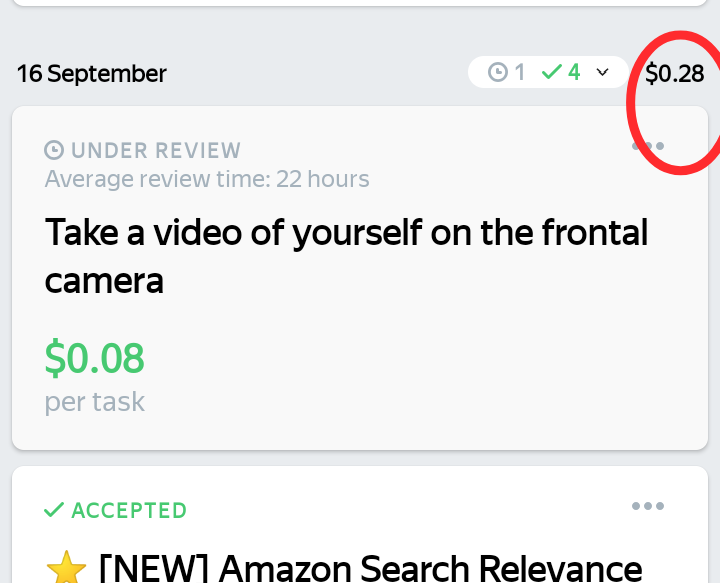 16 September 1 4 $0.28
UNDER REVIEW
Average review time: 22 hours
Take a video of yourself on the frontal
camera
$0.08
per task
ACCEPTED
[NEW] Amazon Search Relevance